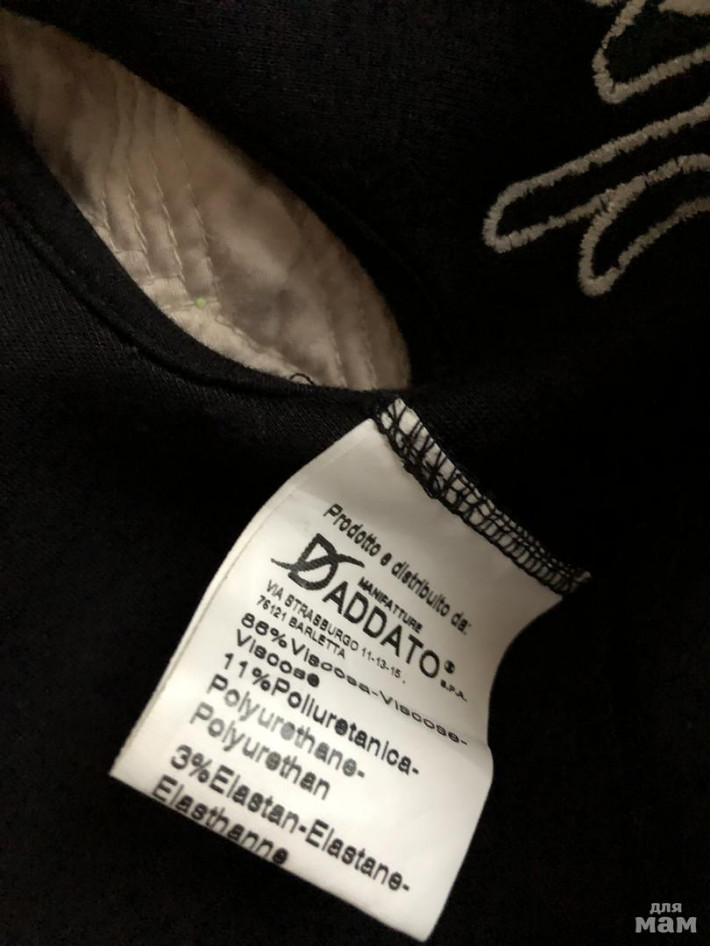 Prodotto e distribuito da:
MANIFATTURE
DADDATO® S.P.A.
VIA STRASBURGO 11-13-15.
76121 BARLETTA
86%Viscosa-Viscose-
Viscose
11%Poliuretanica-
Polyurethane-
Polyurethan
3%Elastan-Elastane-
Elasthanne
для
мам